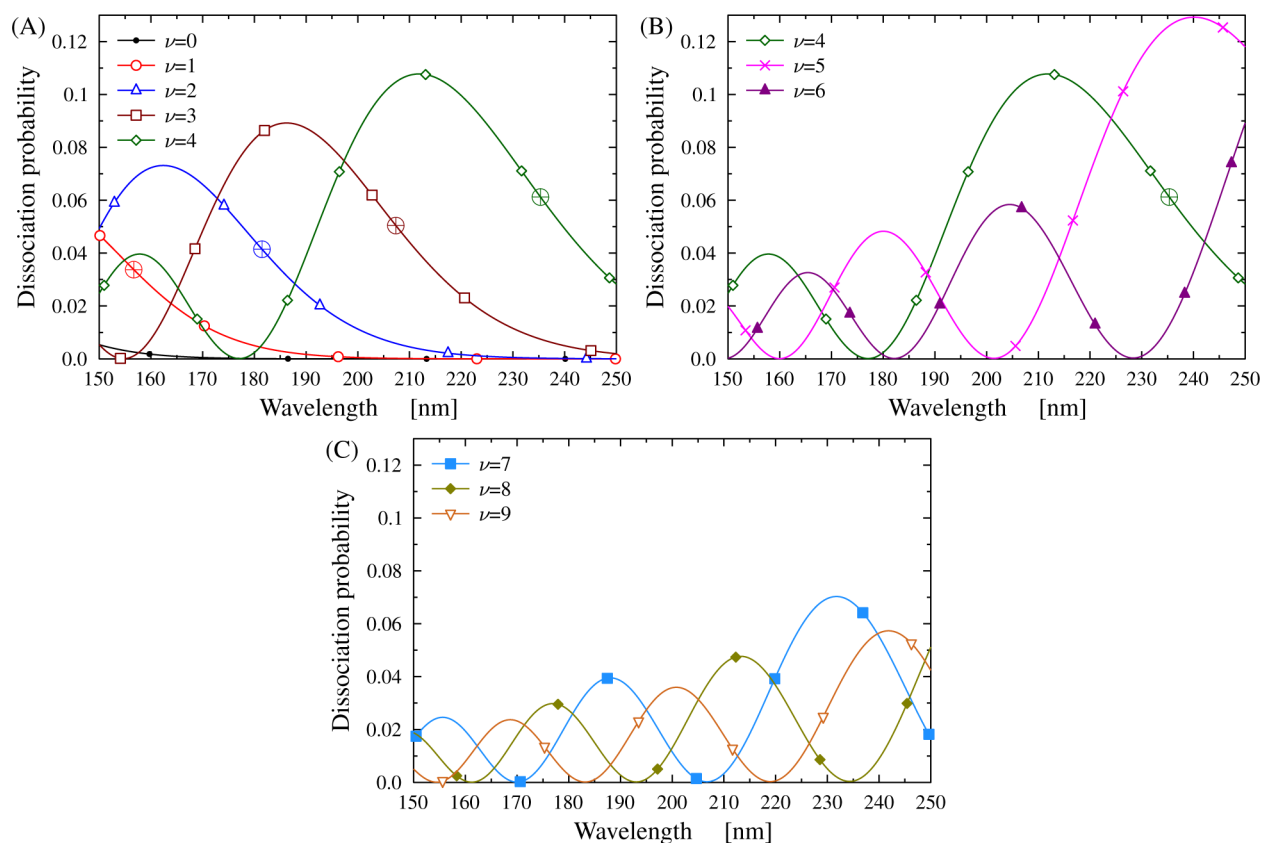 (A)
Dissociation probability
0.12
0.1
0.08
0.06
0.04
0.02
0.0
ν=0
ν=1
ν=2
ν=3
ν=4
150 160 170 180 190 200 210 220 230 240 250
Wavelength [nm]
(B)
Dissociation probability
0.12
0.1
0.08
0.06
0.04
0.02
0.0
ν=4
ν=5
ν=6
150 160 170 180 190 200 210 220 230 240 250
Wavelength [nm]
(C)
Dissociation probability
0.12
0.1
0.08
0.06
0.04
0.02
0.0
ν=7
ν=8
ν=9
150 160 170 180 190 200 210 220 230 240 250
Wavelength [nm]